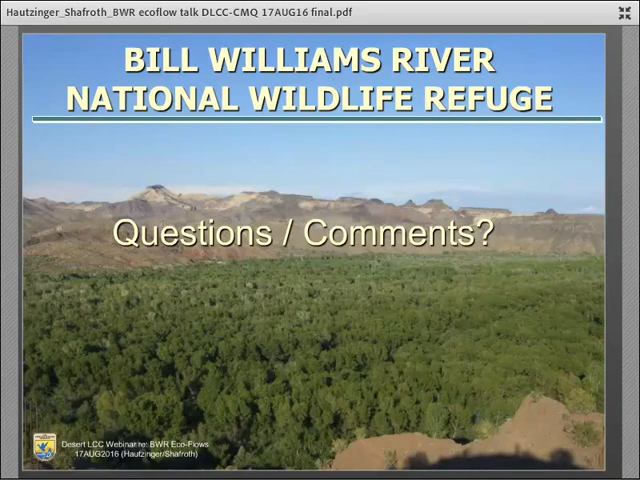 Hautzinger_Shafroth_BWR ecoflow talk DLCC-CMQ 17AUG16 final.pdf
BILL WILLIAMS RIVER
NATIONAL WILDLIFE REFUGE
Questions / Comments?
Desert LCC Webinar re: BWR Eco-Flows
17AUG2016 (Hautzinger/Shafroth)